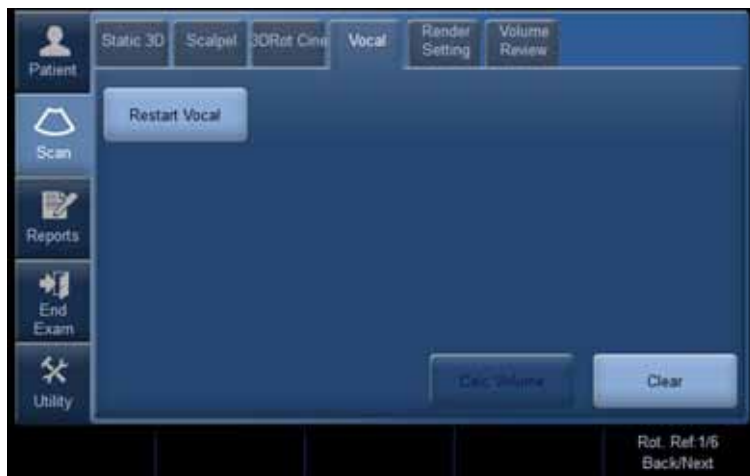 Patient
Scan
Reports
End
Exam
Utility
Static 3D
Scalpel
3DRot Cine
Vocal
Render
Setting
Volume
Review
Restart Vocal
Calc Volume
Clear
Rot. Ref:1/6
Back/Next